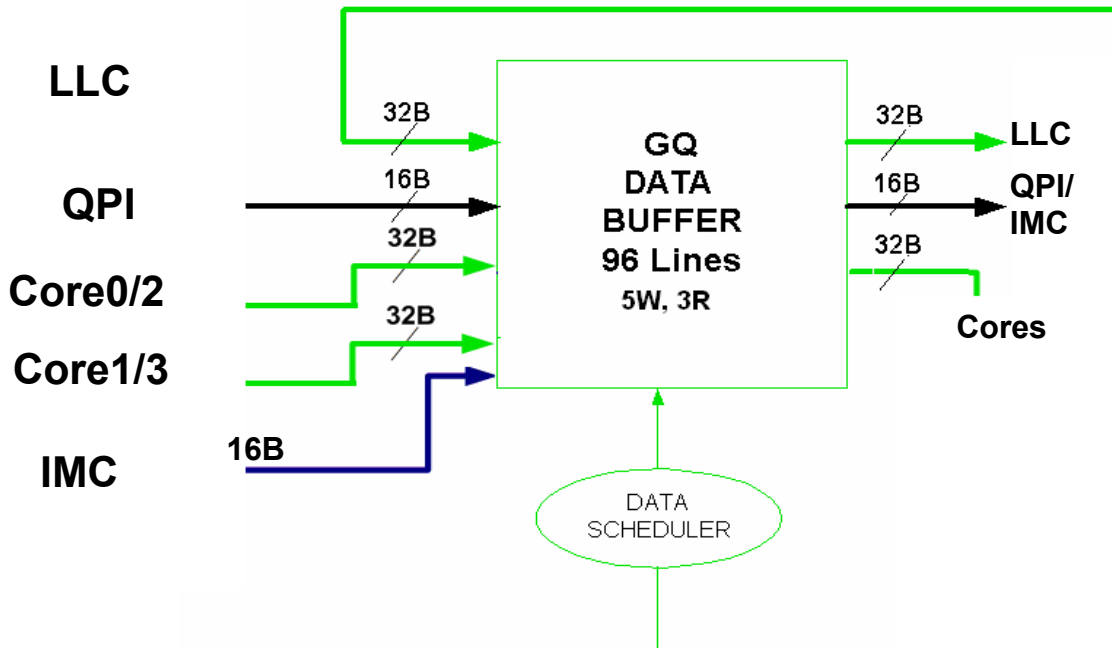 LLC
32B
QPI
16B
Core0/2
32B
Core1/3
32B
IMC
16B
GQ
DATA
BUFFER
96 Lines
5W, 3R
32B
LLC
16B
QPI/
IMC
32B
Cores
DATA
SCHEDULER